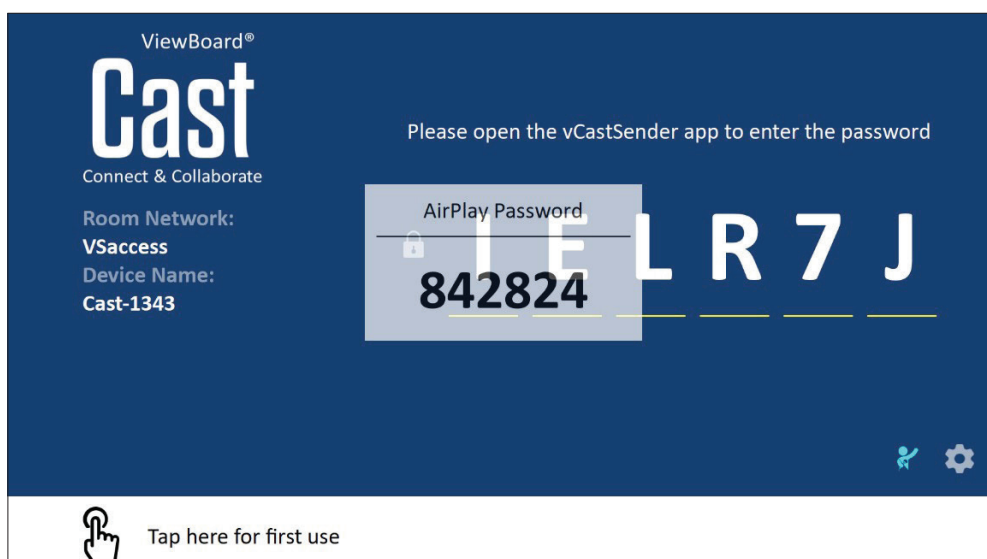 ViewBoard®
Cast
Connect & Collaborate
Room Network:
VSaccess
Device Name:
Cast-1343
Please open the vCastSender app to enter the password
AirPlay Password
842824
I E L R 7 J
Tap here for first use